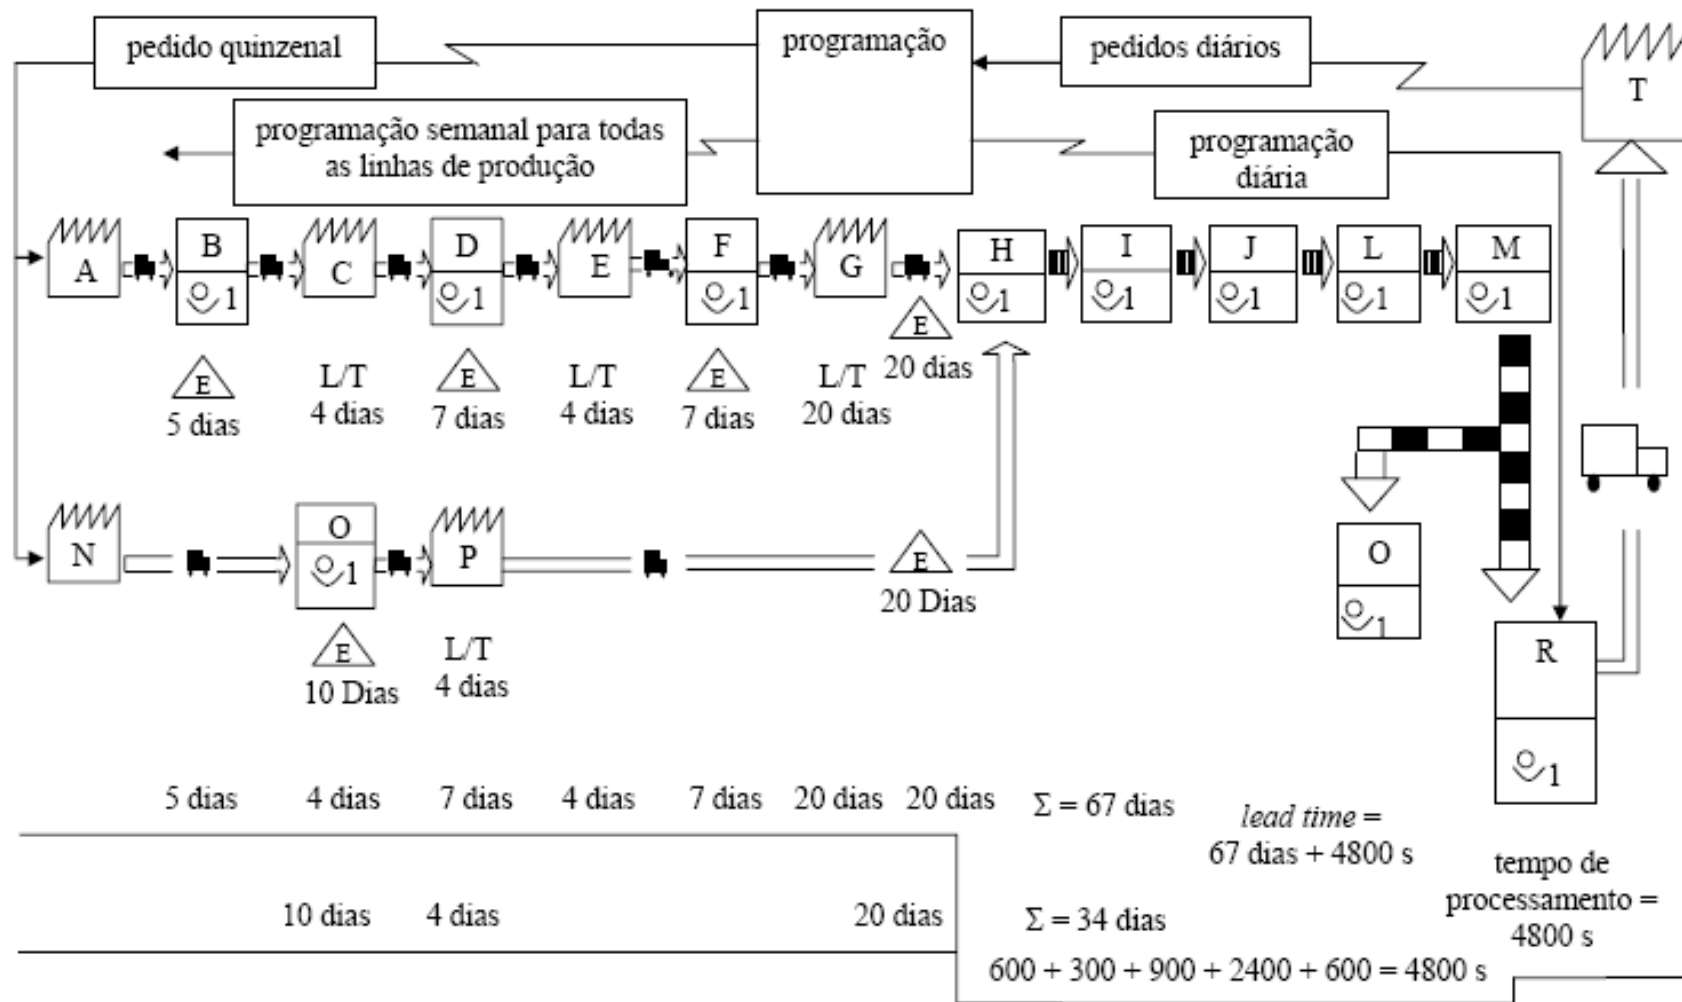 pedido quinzenal
programação
pedidos diários
T
programação semanal para todas
as linhas de produção
programação
diária
A
B
1
C
D
1
E
F
1
G
H
1
I
1
J
1
L
1
M
1
E
5 dias
L/T
4 dias
E
7 dias
L/T
4 dias
E
7 dias
L/T
20 dias
E
20 dias
N
O
1
P
E
20 Dias
E
10 Dias
L/T
4 dias
O
1
R
1
5 dias 4 dias 7 dias 4 dias 7 dias 20 dias 20 dias Σ = 67 dias
lead time =
67 dias + 4800 s
tempo de
processamento =
4800 s
10 dias 4 dias 20 dias Σ = 34 dias
600 + 300 + 900 + 2400 + 600 = 4800 s